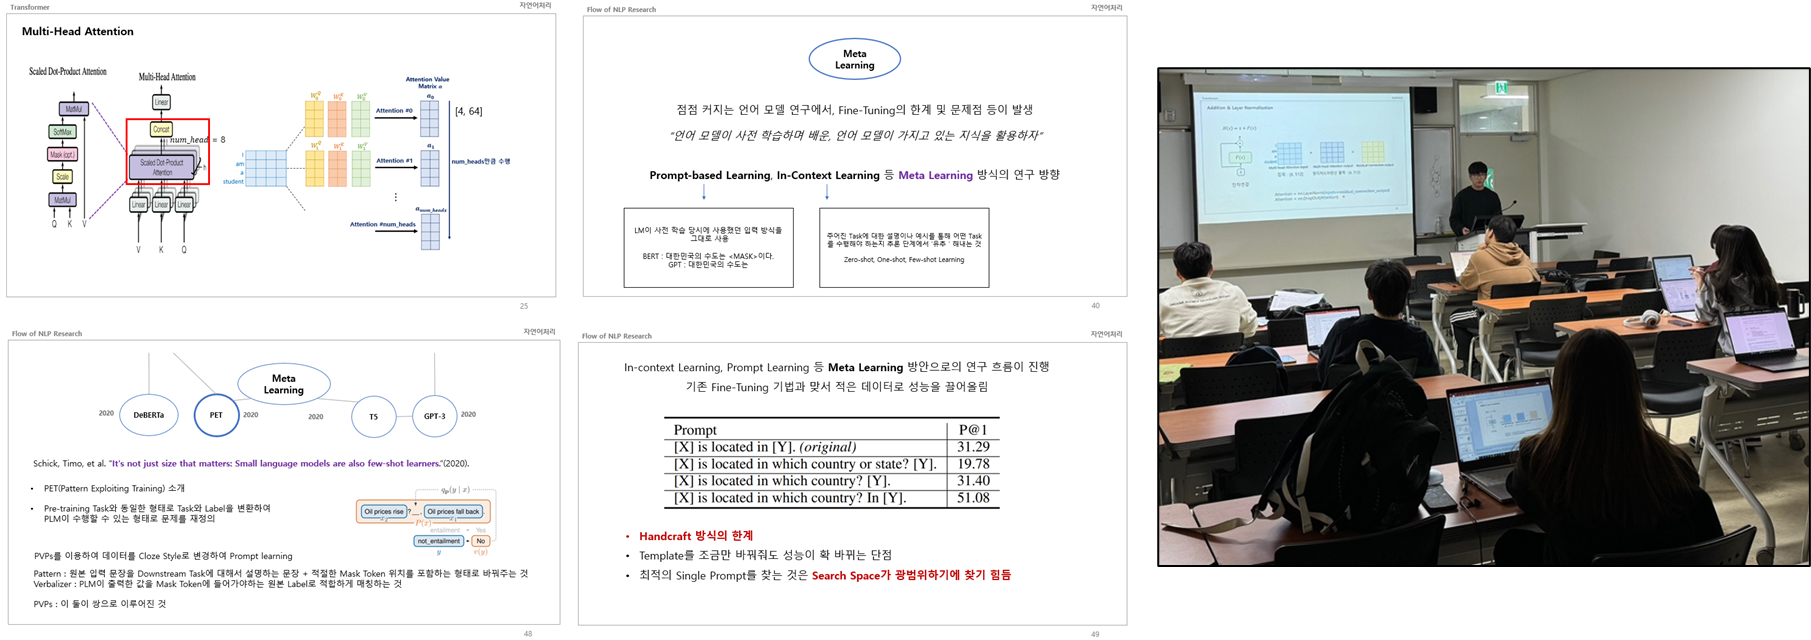 Transformer
자연어처리
Multi-Head Attention
Scaled Dot-Product Attention
MatMul
SoftMax
Mask (opt.)
Scale
MatMul
Q K V
Multi-Head Attention
Linear
Concat
num_head = 8
Scaled Dot-Product
Attention
h
Linear Linear Linear
V K Q
I
am
a
student
Attention Value
Matrix a
Attention #0
[4, 64]
Attention #1
num_heads만큼 수행
Attention #num_heads
25
Flow of NLP Research
자연어처리
Meta
Learning
점점 커지는 언어 모델 연구에서, Fine-Tuning의 한계 및 문제점 등이 발생
“언어 모델이 사전 학습하며 배운, 언어 모델이 가지고 있는 지식을 활용하자”
Prompt-based Learning, In-Context Learning 등 Meta Learning 방식의 연구 방향
LM이 사전 학습 당시에 사용했던 입력 방식을
그대로 사용
BERT : 대한민국의 수도는 <MASK>이다.
GPT : 대한민국의 수도는
주어진 Task에 대한 설명이나 예시를 통해 어떤 Task
를 수행해야 하는지 추론 단계에서 ‘유추’ 해내는 것
Zero-shot, One-shot, Few-shot Learning
40
Flow of NLP Research
자연어처리
Meta
Learning
2020 DeBERTa
PET 2020
2020 T5
GPT-3 2020
Schick, Timo, et al. "It's not just size that matters: Small language models are also few-shot learners."(2020).
• PET(Pattern Exploiting Training) 소개
• Pre-training Task와 동일한 형태로 Task와 Label을 변환하여
PLM이 수행할 수 있는 형태로 문제를 재정의
q_p(y | x)
Oil prices rise ? __, Oil prices fall back .
P(x)
entailment Yes
not_entailment No
y v(y)
PVPs를 이용하여 데이터를 Cloze Style로 변경하여 Prompt learning
Pattern : 원본 입력 문장을 Downstream Task에 대해서 설명하는 문장 + 적절한 Mask Token 위치를 포함하는 형태로 바꿔주는 것
Verbalizer : PLM이 출력한 값을 Mask Token에 들어가야하는 원본 Label로 적합하게 매칭하는 것
PVPs : 이 둘이 쌍으로 이루어진 것
48
Flow of NLP Research
자연어처리
In-context Learning, Prompt Learning 등 Meta Learning 방안으로의 연구 흐름이 진행
기존 Fine-Tuning 기법과 맞서 적은 데이터로 성능을 끌어올림
Prompt P@1
[X] is located in [Y]. (original) 31.29
[X] is located in which country or state? [Y]. 19.78
[X] is located in which country? [Y]. 31.40
[X] is located in which country? In [Y]. 51.08
• Handcraft 방식의 한계
• Template를 조금만 바꿔줘도 성능이 확 바뀌는 단점
• 최적의 Single Prompt를 찾는 것은 Search Space가 광범위하기에 찾기 힘듦
49
Addition & Layer Normalization